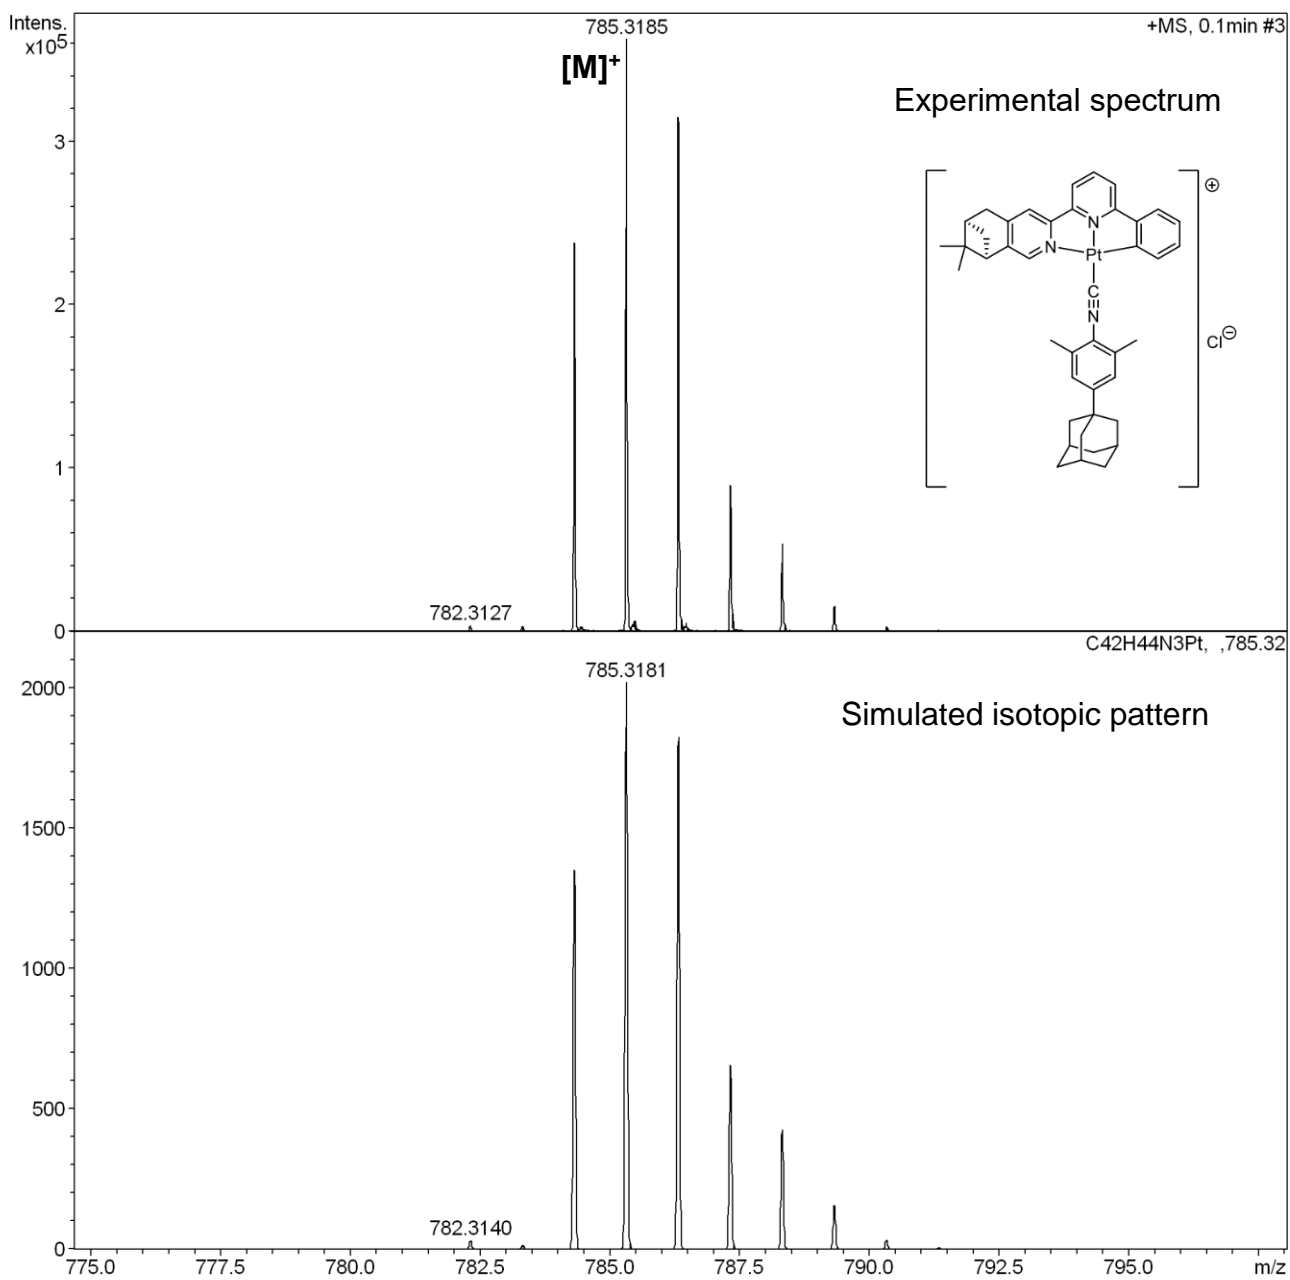 Intens.
x10⁵
785.3185
+MS, 0.1min #3
[M]⁺
Experimental spectrum
3
2
1
0
782.3127
⊕
N
N
Pt
C
N
Cl⊖
C42H44N3Pt, ,785.32
785.3181
Simulated isotopic pattern
2000
1500
1000
500
0
782.3140
775.0 777.5 780.0 782.5 785.0 787.5 790.0 792.5 795.0 m/z